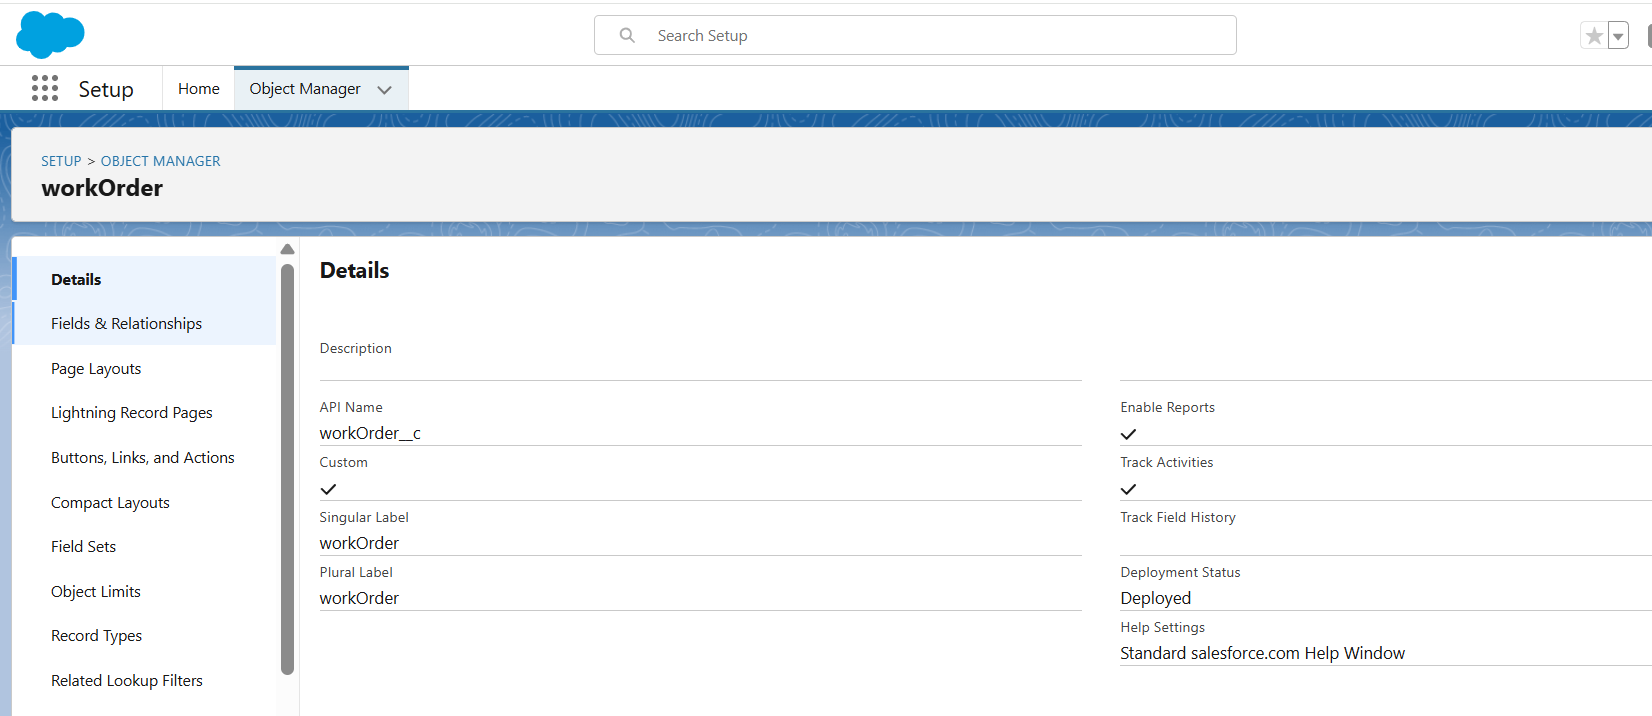 Search Setup
Setup
Home
Object Manager
SETUP > OBJECT MANAGER
workOrder
Details
Fields & Relationships
Page Layouts
Lightning Record Pages
Buttons, Links, and Actions
Compact Layouts
Field Sets
Object Limits
Record Types
Related Lookup Filters
Details
Description
API Name
workOrder__c
Custom
Singular Label
workOrder
Plural Label
workOrder
Enable Reports
Track Activities
Track Field History
Deployment Status
Deployed
Help Settings
Standard salesforce.com Help Window